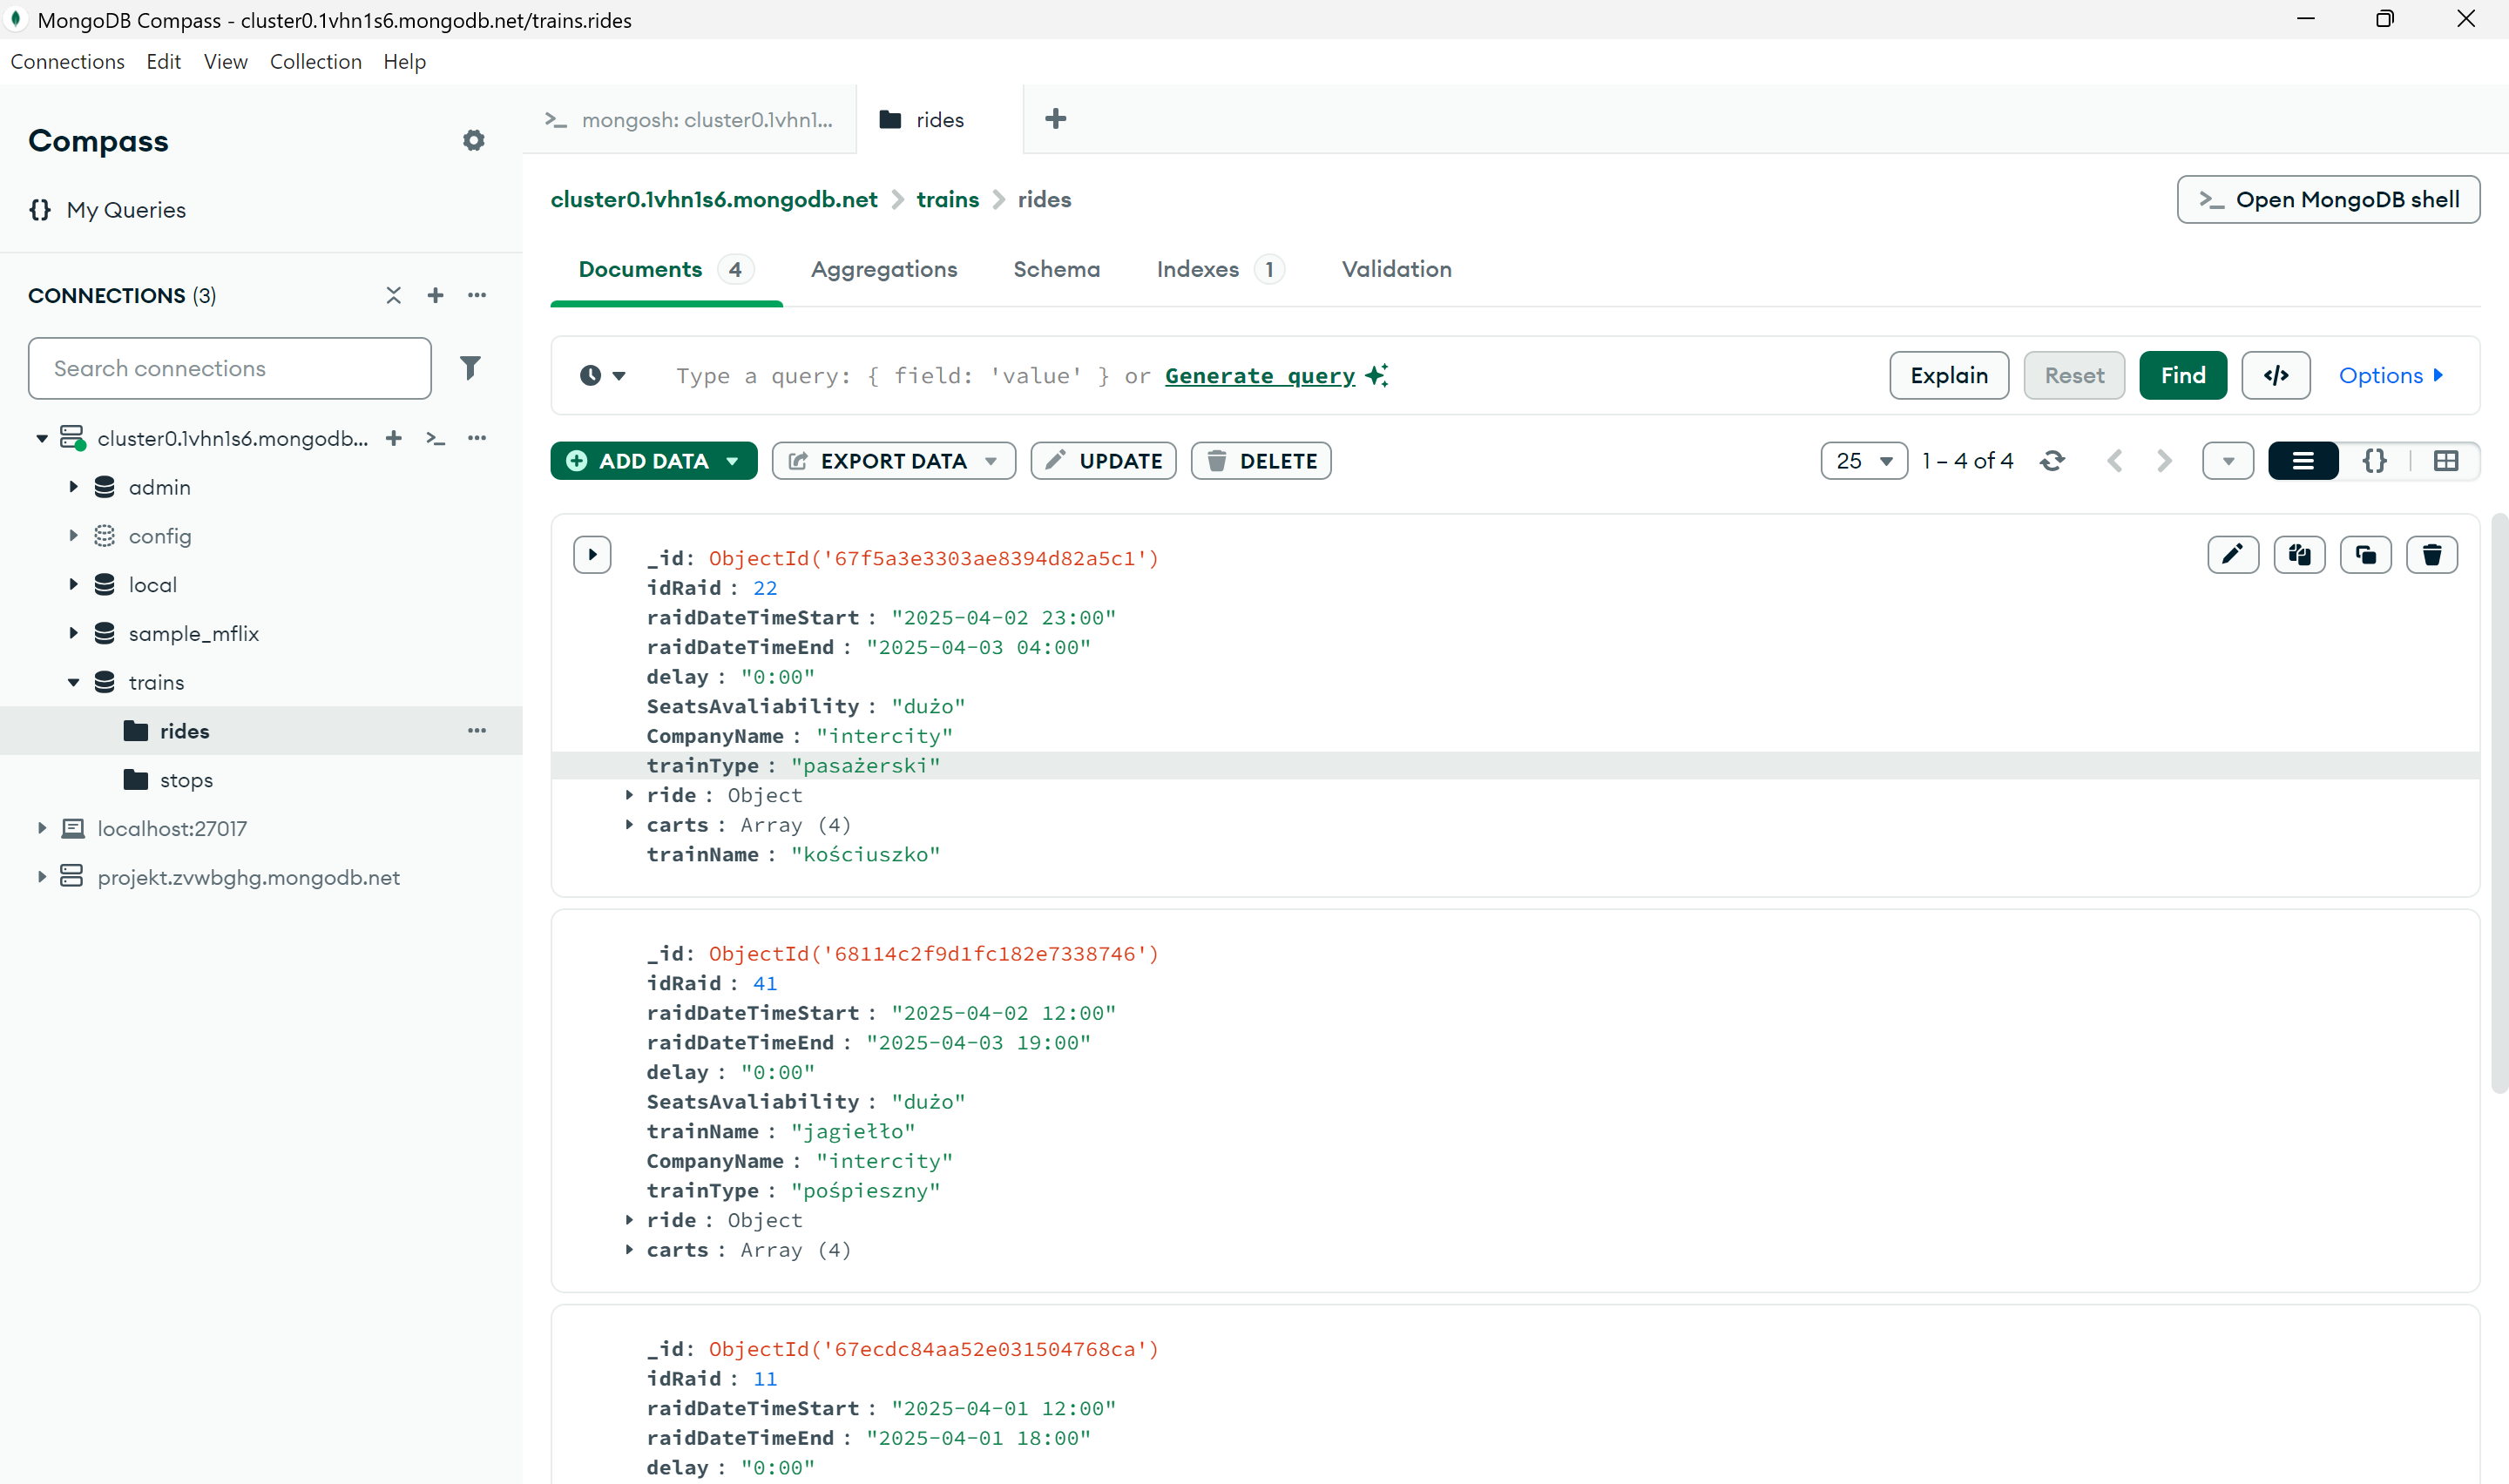 MongoDB Compass - cluster0.1vhn1s6.mongodb.net/trains.rides
Connections Edit View Collection Help
Compass
{} My Queries
CONNECTIONS (3)
Search connections
cluster0.1vhn1s6.mongodb...
admin
config
local
sample_mflix
trains
rides
stops
localhost:27017
projekt.zvwbghg.mongodb.net
>_ mongosh: cluster0.1vhn1...
rides
cluster0.1vhn1s6.mongodb.net > trains > rides
>_ Open MongoDB shell
Documents 4 Aggregations Schema Indexes 1 Validation
Type a query: { field: 'value' } or Generate query
Explain Reset Find </> Options
ADD DATA EXPORT DATA UPDATE DELETE
25 1 – 4 of 4 {}
_id: ObjectId('67f5a3e3303ae8394d82a5c1')
idRaid : 22
raidDateTimeStart : "2025-04-02 23:00"
raidDateTimeEnd : "2025-04-03 04:00"
delay : "0:00"
SeatsAvaliability : "dużo"
CompanyName : "intercity"
trainType : "pasażerski"
ride : Object
carts : Array (4)
trainName : "kościuszko"
_id: ObjectId('68114c2f9d1fc182e7338746')
idRaid : 41
raidDateTimeStart : "2025-04-02 12:00"
raidDateTimeEnd : "2025-04-03 19:00"
delay : "0:00"
SeatsAvaliability : "dużo"
trainName : "jagiełło"
CompanyName : "intercity"
trainType : "pośpieszny"
ride : Object
carts : Array (4)
_id: ObjectId('67ecdc84aa52e031504768ca')
idRaid : 11
raidDateTimeStart : "2025-04-01 12:00"
raidDateTimeEnd : "2025-04-01 18:00"
delay : "0:00"